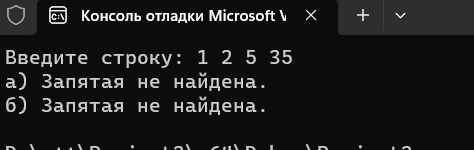 Консоль отладки Microsoft V
Введите строку: 1 2 5 35
а) Запятая не найдена.
б) Запятая не найдена.